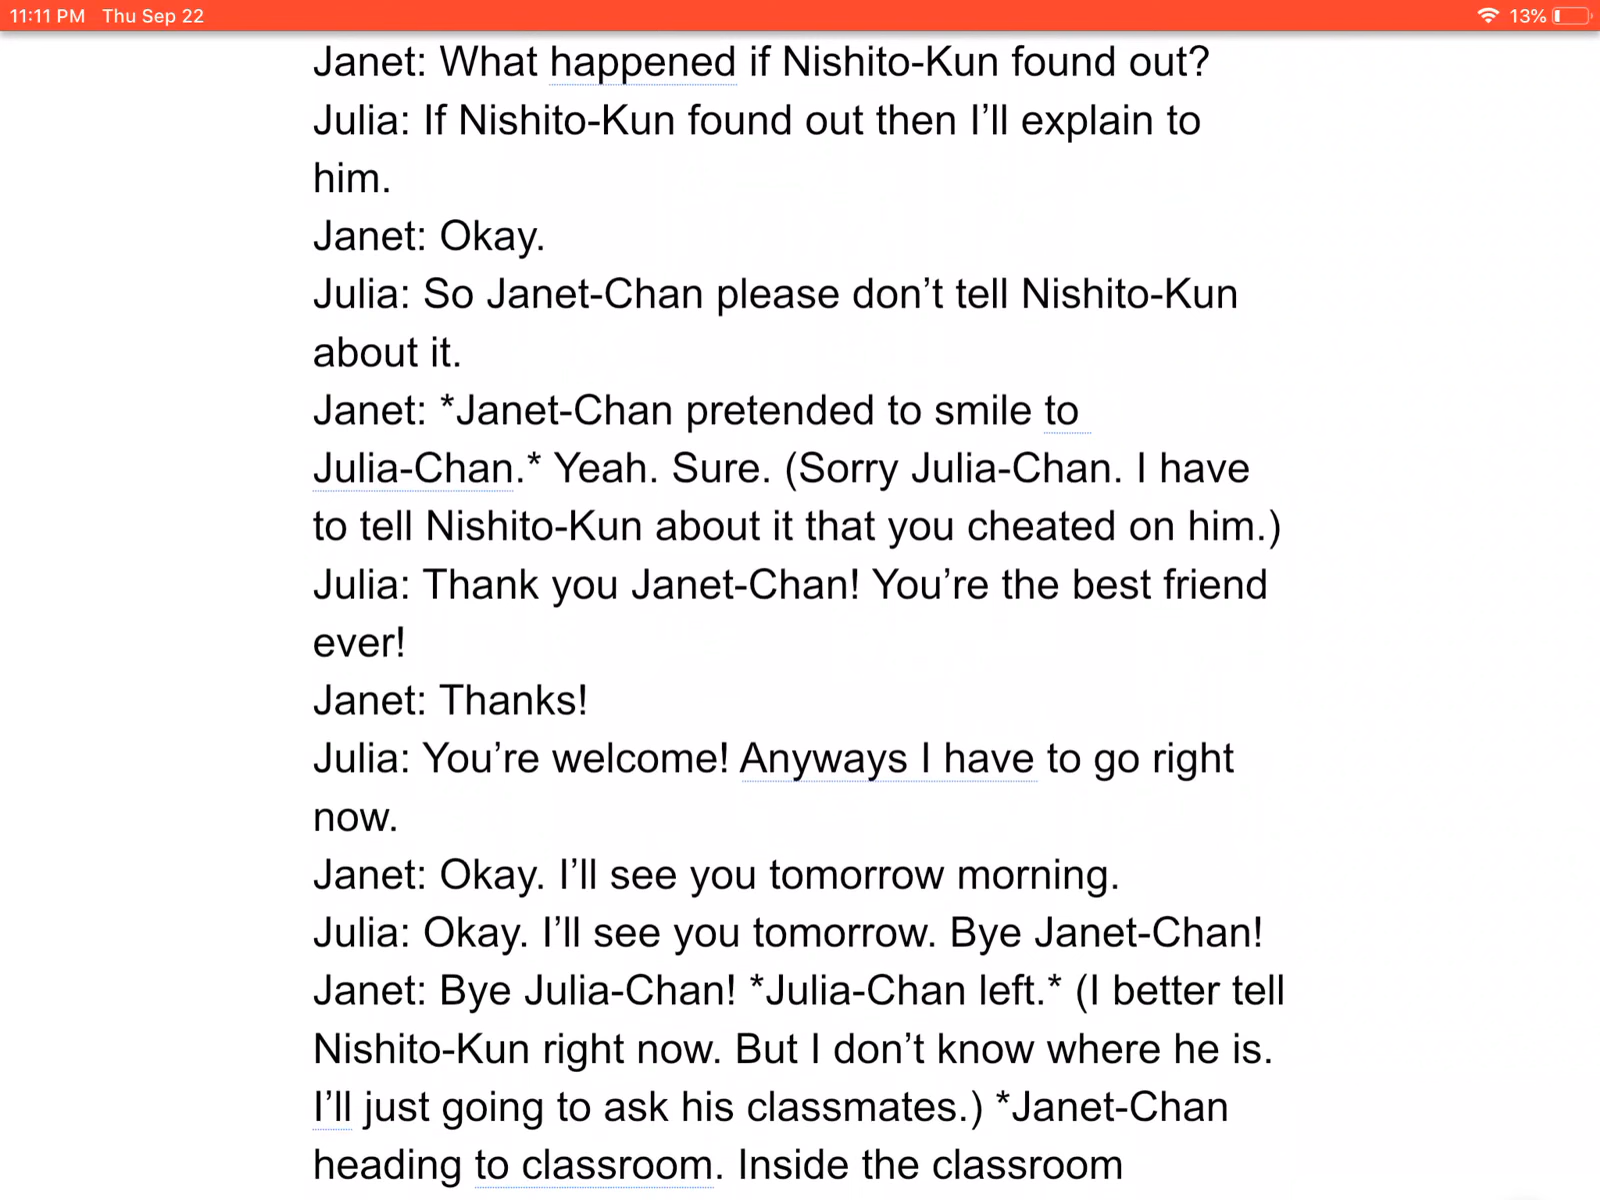 11:11 PM Thu Sep 22 13%
Janet: What happened if Nishito-Kun found out?
Julia: If Nishito-Kun found out then I’ll explain to
him.
Janet: Okay.
Julia: So Janet-Chan please don’t tell Nishito-Kun
about it.
Janet: *Janet-Chan pretended to smile to
Julia-Chan.* Yeah. Sure. (Sorry Julia-Chan. I have
to tell Nishito-Kun about it that you cheated on him.)
Julia: Thank you Janet-Chan! You’re the best friend
ever!
Janet: Thanks!
Julia: You’re welcome! Anyways I have to go right
now.
Janet: Okay. I’ll see you tomorrow morning.
Julia: Okay. I’ll see you tomorrow. Bye Janet-Chan!
Janet: Bye Julia-Chan! *Julia-Chan left.* (I better tell
Nishito-Kun right now. But I don’t know where he is.
I’ll just going to ask his classmates.) *Janet-Chan
heading to classroom. Inside the classroom